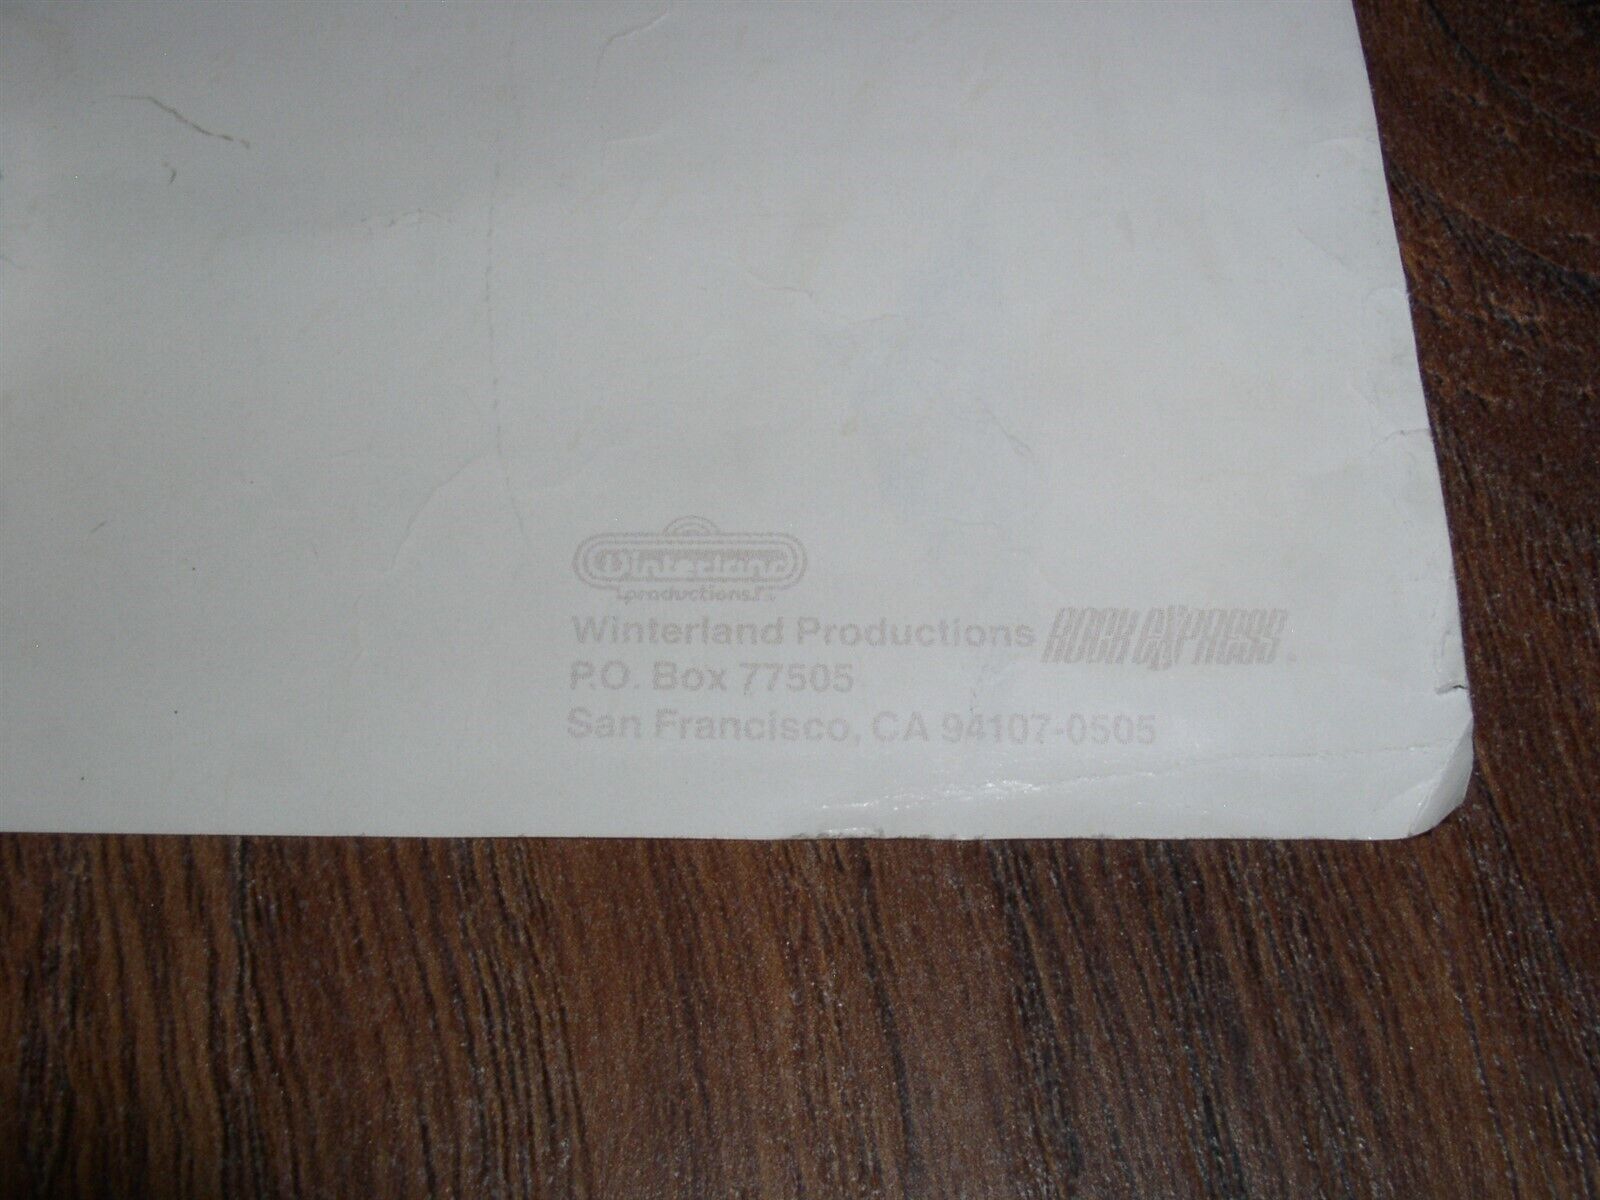 Winterland
productions.
Winterland Productions ROCK EXPRESS
P.O. Box 77505
San Francisco, CA 94107-0505